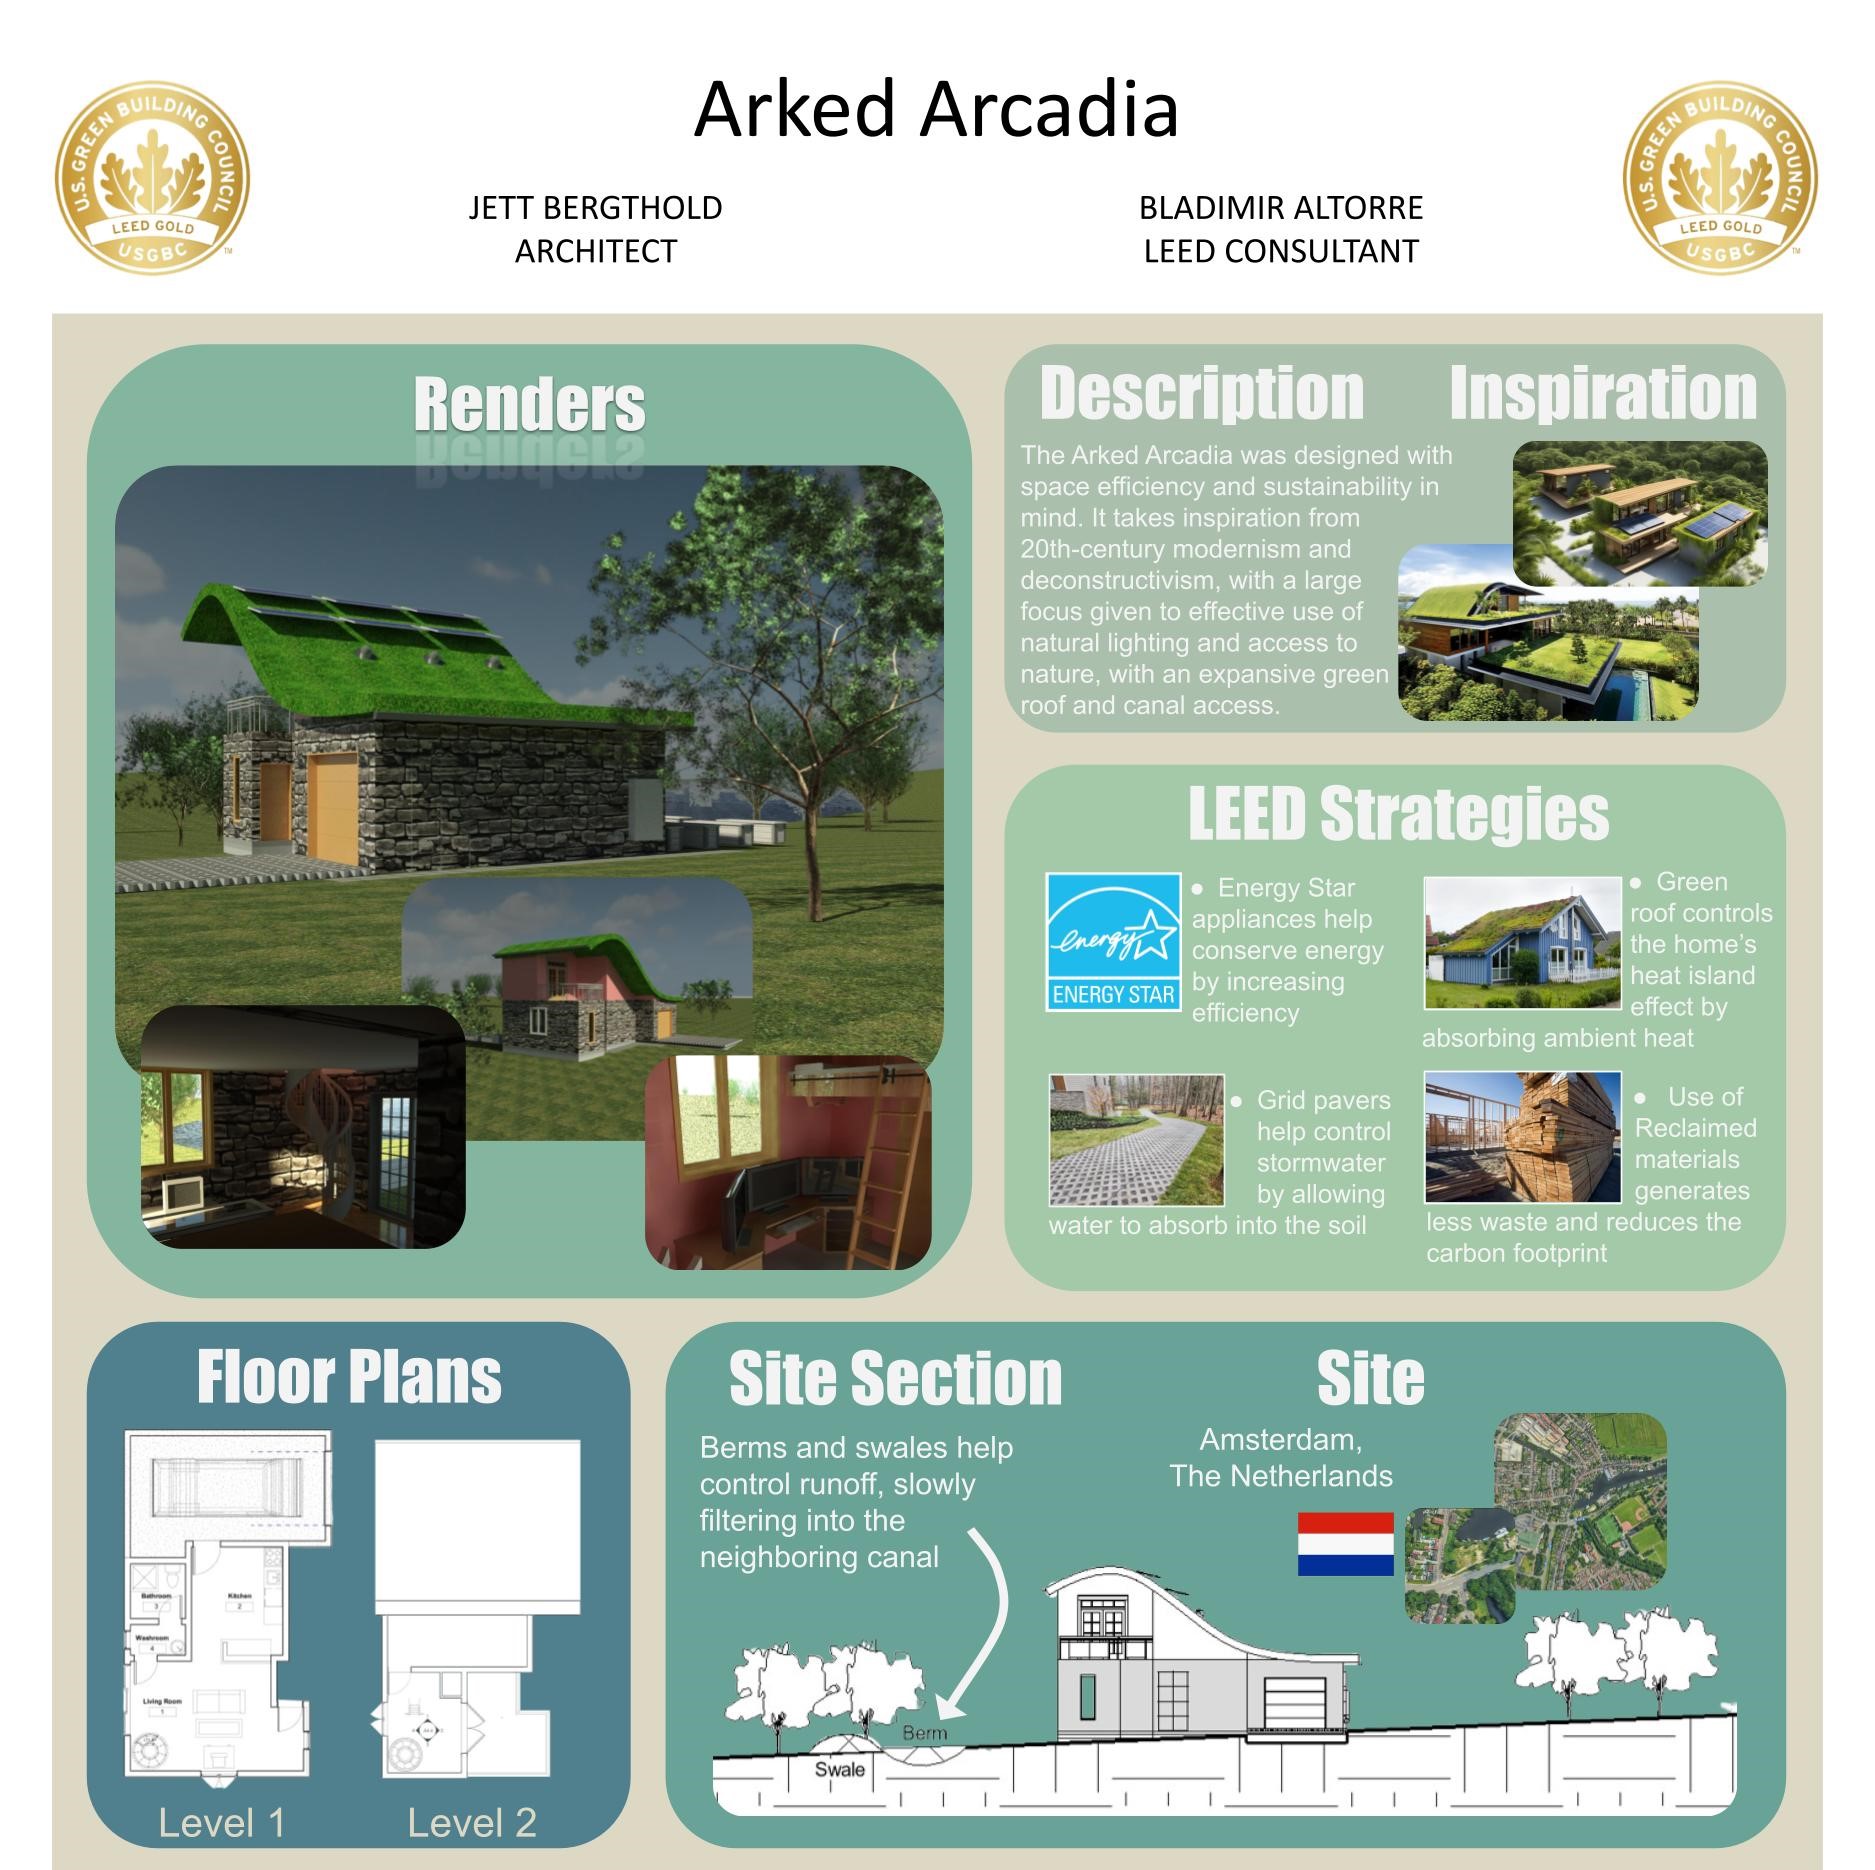 Arked Arcadia
U.S. GREEN BUILDING COUNCIL
LEED GOLD
USGBC
TM
JETT BERGTHOLD
ARCHITECT
BLADIMIR ALTORRE
LEED CONSULTANT
U.S. GREEN BUILDING COUNCIL
LEED GOLD
USGBC
TM
Renders
Description
The Arked Arcadia was designed with
space efficiency and sustainability in
mind. It takes inspiration from
20th-century modernism and
deconstructivism, with a large
focus given to effective use of
natural lighting and access to
nature, with an expansive green
roof and canal access.
Inspiration
LEED Strategies
energy
ENERGY STAR
● Energy Star
appliances help
conserve energy
by increasing
efficiency
● Green
roof controls
the home’s
heat island
effect by
absorbing ambient heat
● Grid pavers
help control
stormwater
by allowing
water to absorb into the soil
● Use of
Reclaimed
materials
generates
less waste and reduces the
carbon footprint
Floor Plans
Bathroom
3
Kitchen
2
Washroom
4
Living Room
1
Level 1
Level 2
Site Section
Berms and swales help
control runoff, slowly
filtering into the
neighboring canal
Site
Amsterdam,
The Netherlands
Berm
Swale